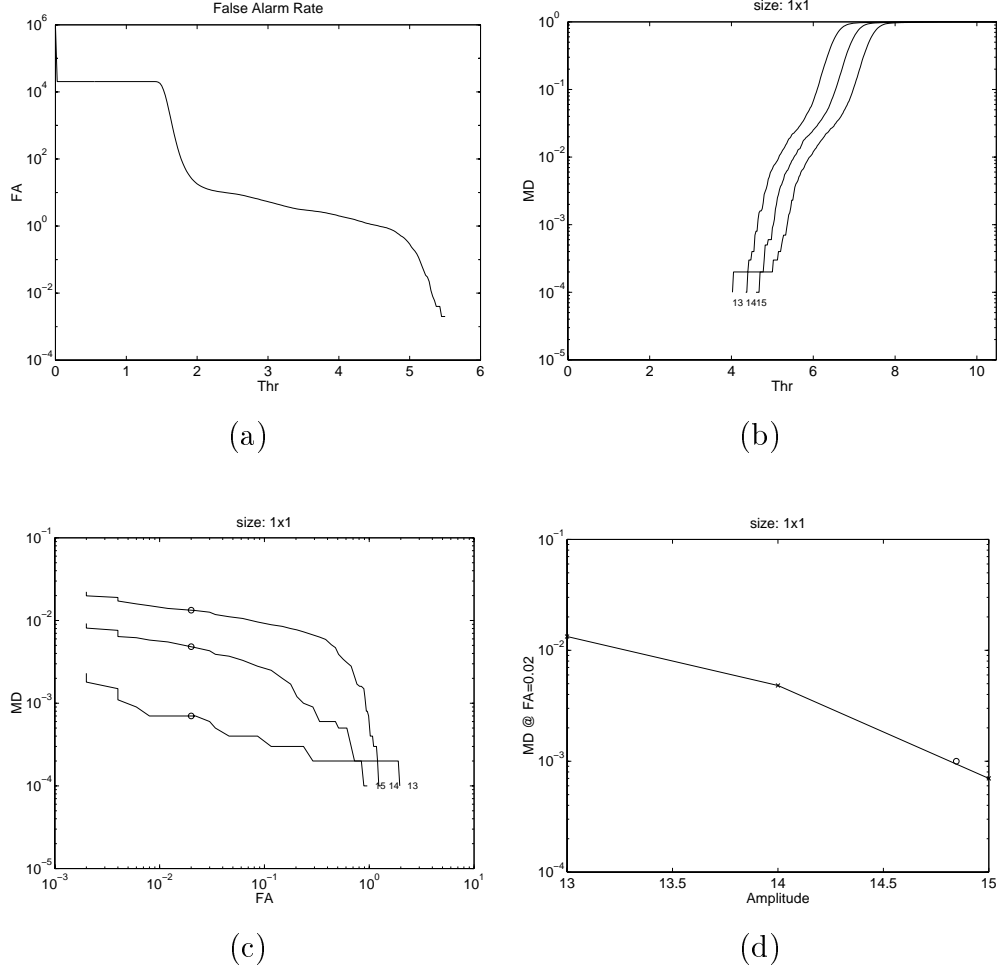 False Alarm Rate
10^6
10^4
10^2
10^0
10^−2
10^−4
FA
0 1 2 3 4 5 6
Thr
(a)
size: 1x1
10^0
10^−1
10^−2
10^−3
10^−4
10^−5
MD
13 14 15
0 2 4 6 8 10
Thr
(b)
size: 1x1
10^−1
10^−2
10^−3
10^−4
10^−5
MD
15 14 13
10^−3 10^−2 10^−1 10^0 10^1
FA
(c)
size: 1x1
10^−1
10^−2
10^−3
10^−4
MD @ FA=0.02
13 13.5 14 14.5 15
Amplitude
(d)